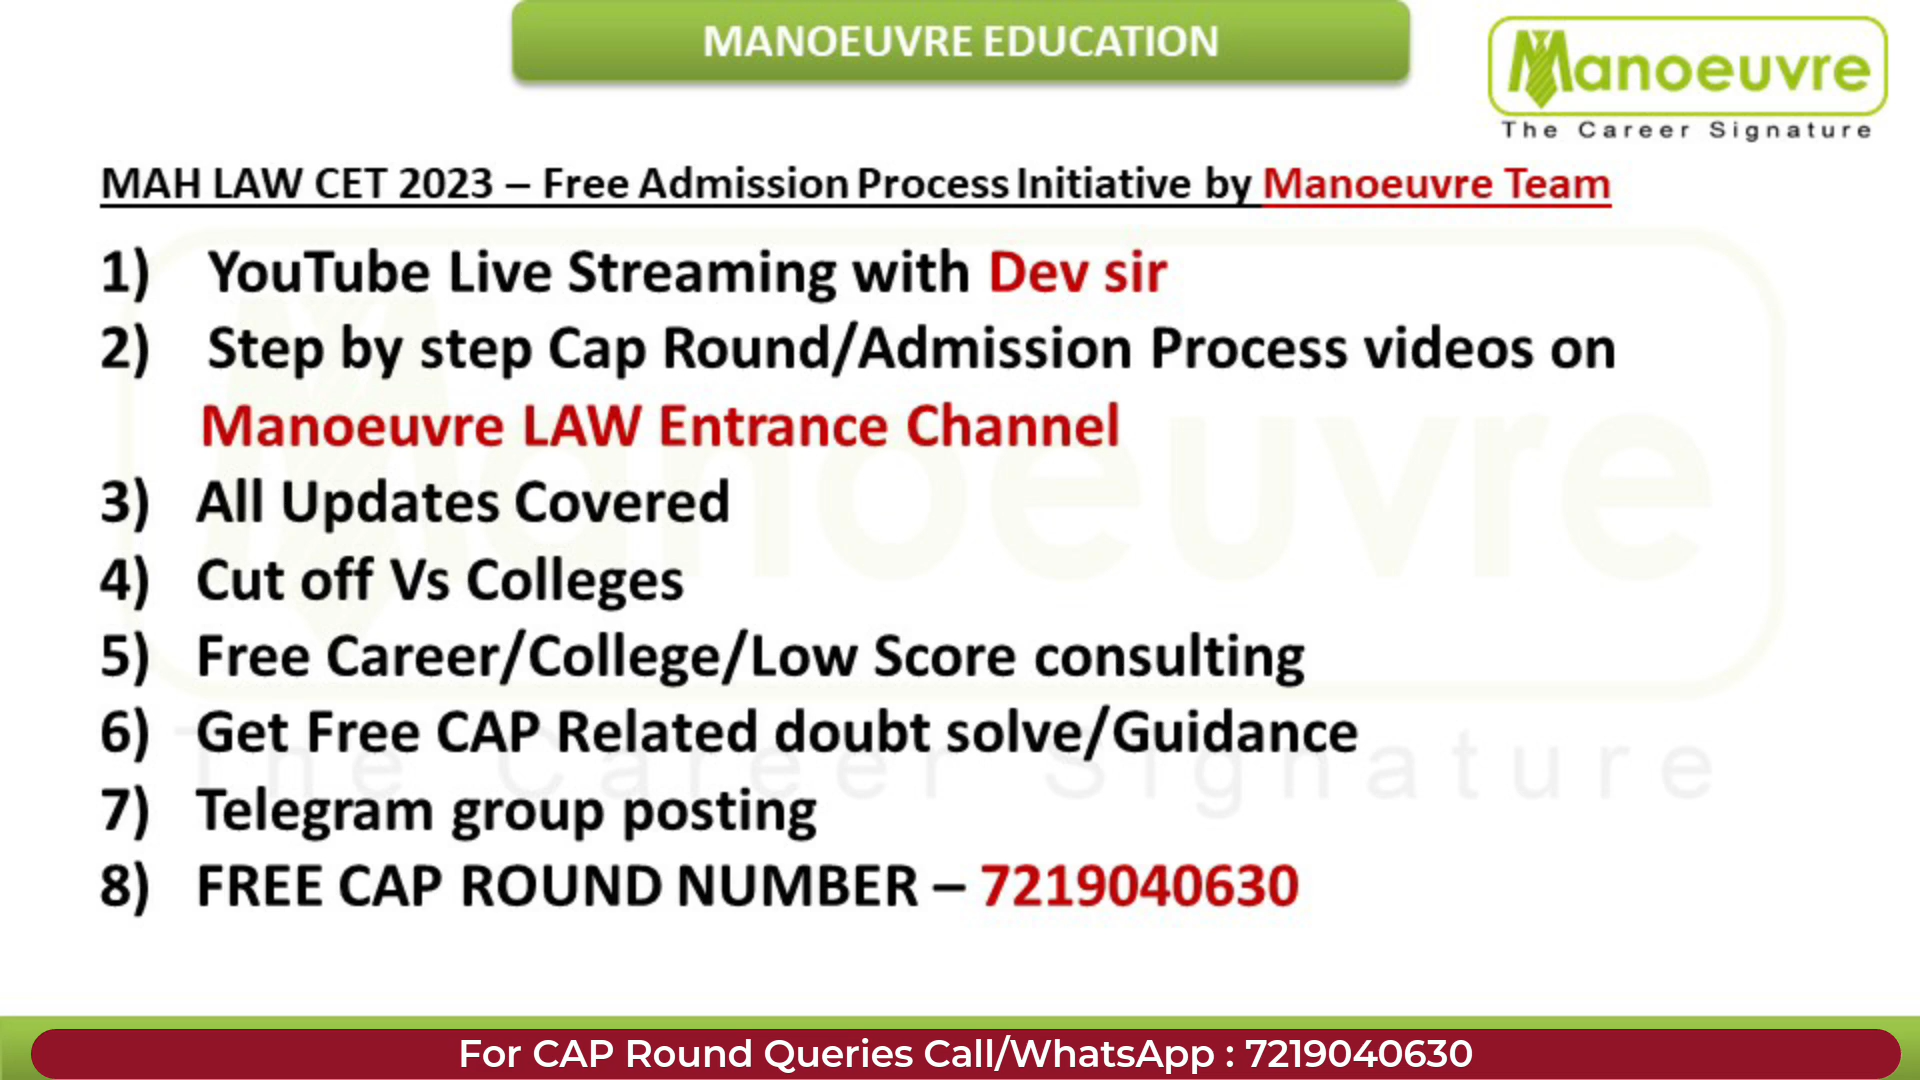 MANOEUVRE EDUCATION
Manoeuvre
The Career Signature
MAH LAW CET 2023 – Free Admission Process Initiative by Manoeuvre Team
1) YouTube Live Streaming with Dev sir
2) Step by step Cap Round/Admission Process videos on
Manoeuvre LAW Entrance Channel
3) All Updates Covered
4) Cut off Vs Colleges
5) Free Career/College/Low Score consulting
6) Get Free CAP Related doubt solve/Guidance
7) Telegram group posting
8) FREE CAP ROUND NUMBER – 7219040630
Manoeuvre
The Career Signature
For CAP Round Queries Call/WhatsApp : 7219040630